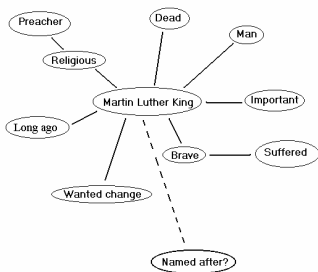 Preacher
Dead
Man
Religious
Martin Luther King
Important
Long ago
Brave
Suffered
Wanted change
Named after?